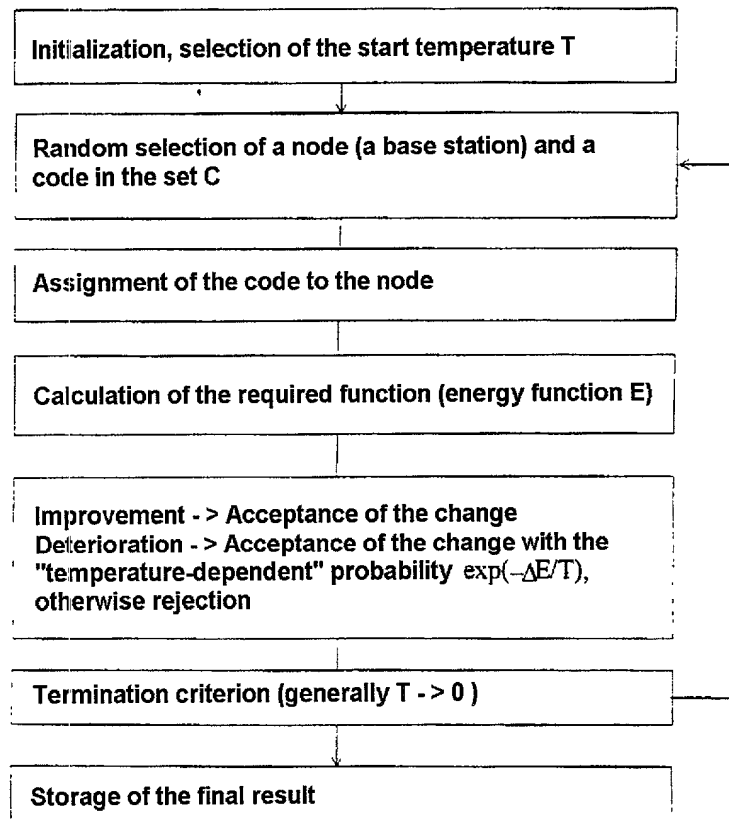 Initialization, selection of the start temperature T
Random selection of a node (a base station) and a
code in the set C
Assignment of the code to the node
Calculation of the required function (energy function E)
Improvement - > Acceptance of the change
Deterioration - > Acceptance of the change with the
"temperature-dependent" probability exp(−ΔE/T),
otherwise rejection
Termination criterion (generally T - > 0 )
Storage of the final result